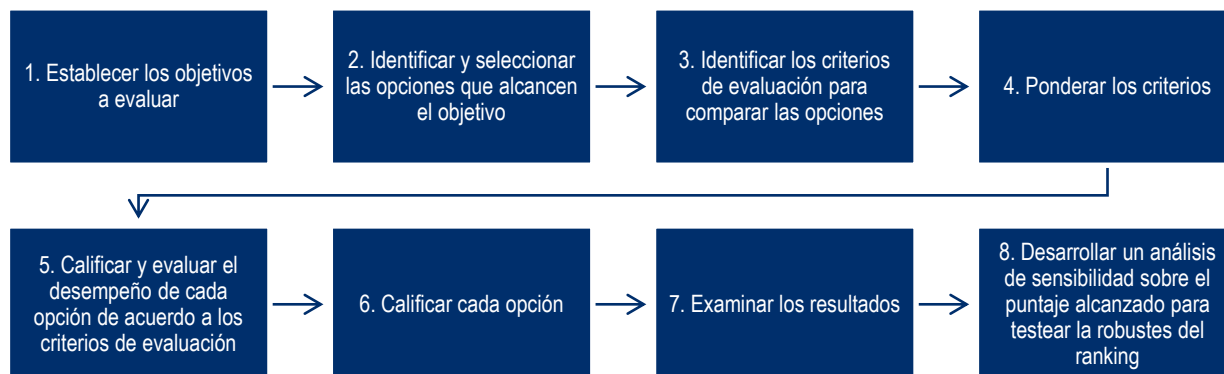 1. Establecer los objetivos
a evaluar
2. Identificar y seleccionar
las opciones que alcancen
el objetivo
3. Identificar los criterios
de evaluación para
comparar las opciones
4. Ponderar los criterios
5. Calificar y evaluar el
desempeño de cada
opción de acuerdo a los
criterios de evaluación
6. Calificar cada opción
7. Examinar los resultados
8. Desarrollar un análisis
de sensibilidad sobre el
puntaje alcanzado para
testear la robustes del
ranking